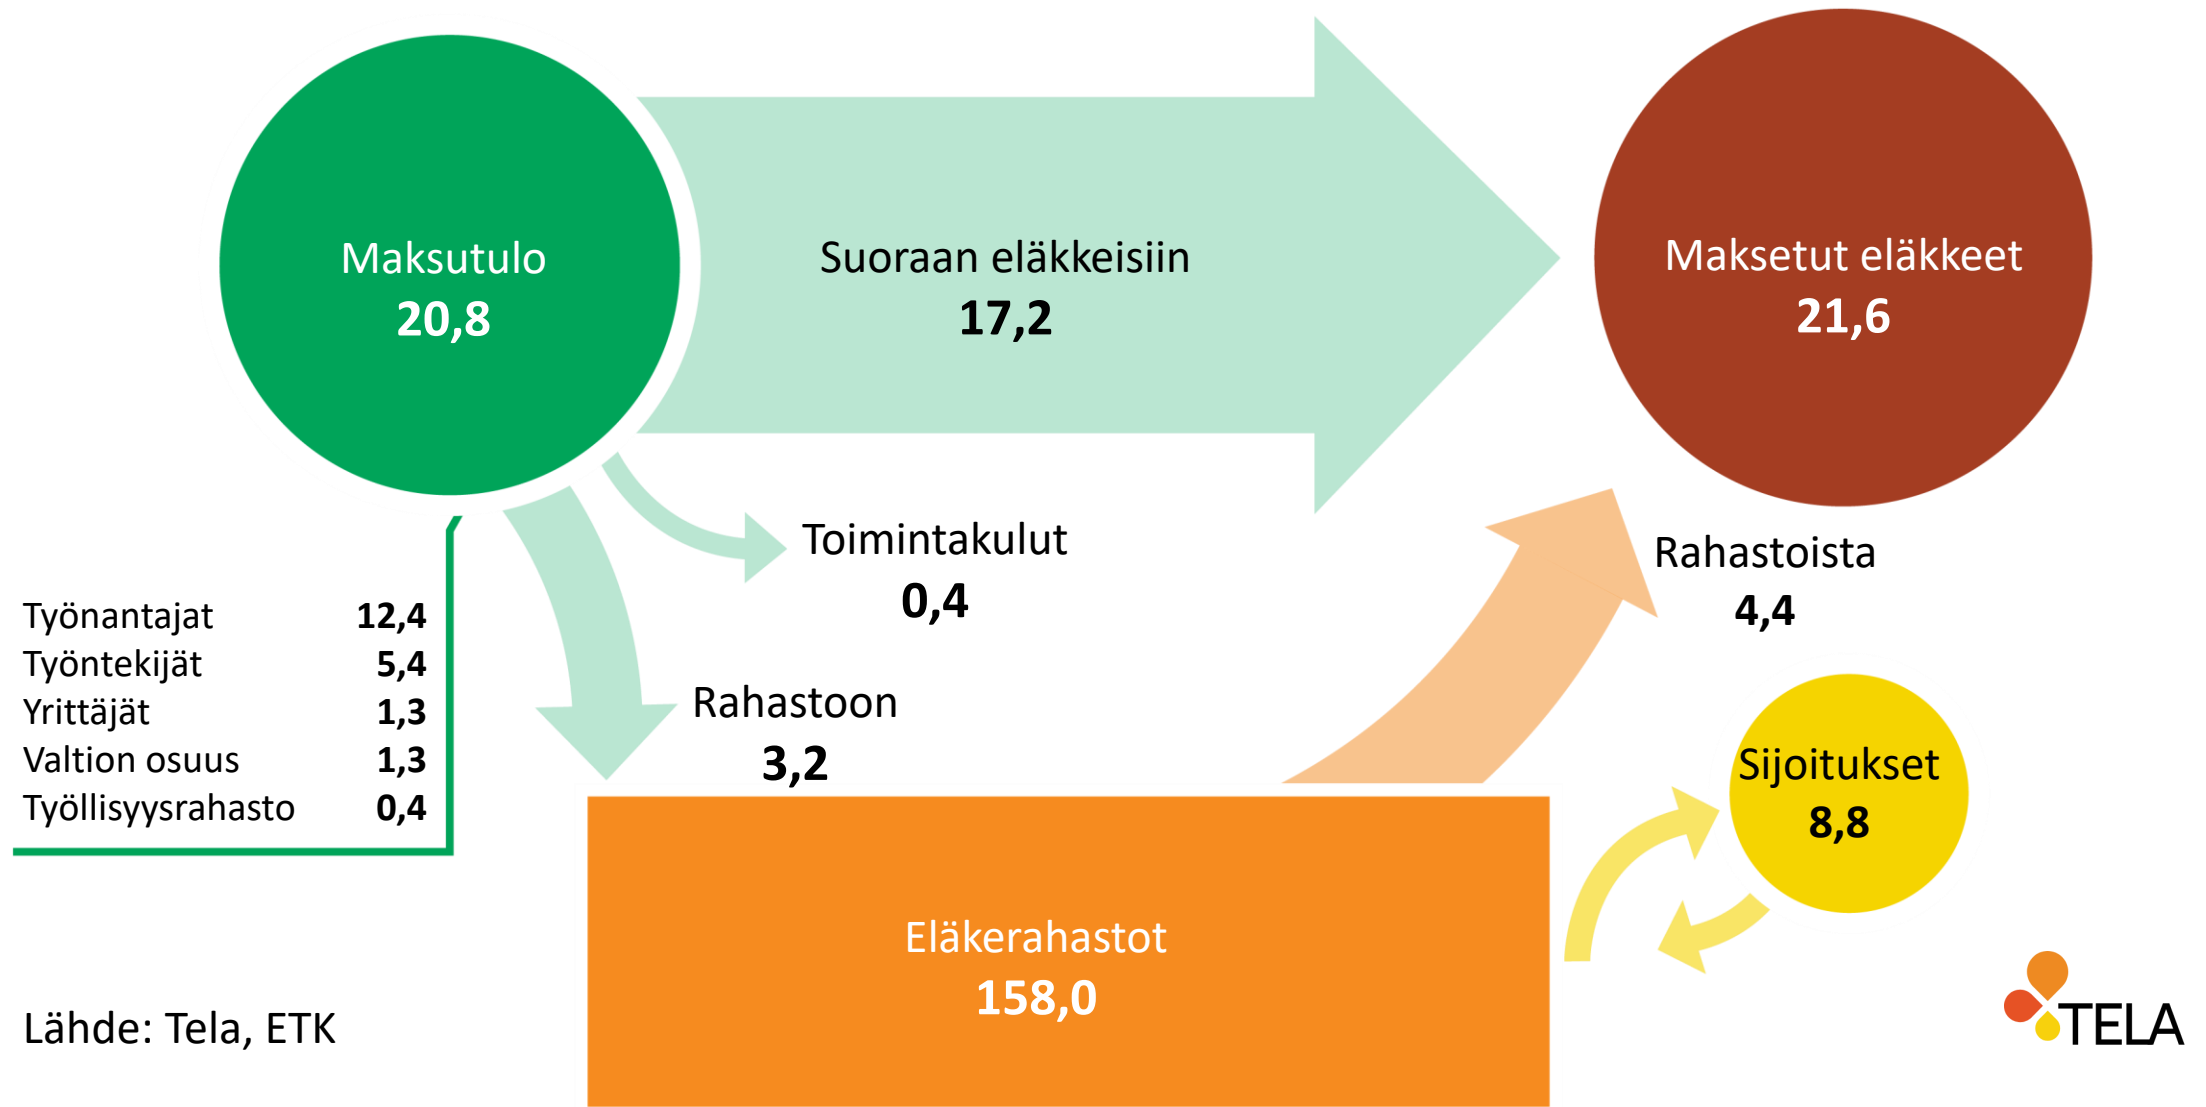 Maksutulo
20,8
Suoraan eläkkeisiin
17,2
Maksetut eläkkeet
21,6
Toimintakulut
0,4
Rahastoista
4,4
Työnantajat 12,4
Työntekijät 5,4
Yrittäjät 1,3
Valtion osuus 1,3
Työllisyysrahasto 0,4
Rahastoon
3,2
Sijoitukset
8,8
Eläkerahastot
158,0
Lähde: Tela, ETK
TELA